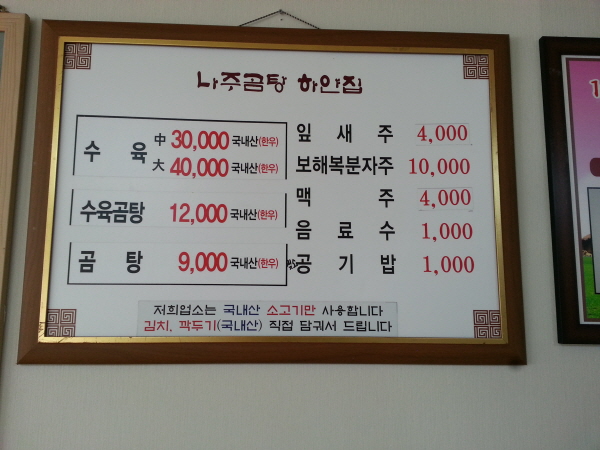 나주곰탕 하얀집
수육 中 30,000 국내산(한우)
大 40,000 국내산(한우)
수육곰탕 12,000 국내산(한우)
곰탕 9,000 국내산(한우)
잎새주 4,000
보해복분자주 10,000
맥주 4,000
음료수 1,000
공기밥 1,000
저희업소는 국내산 소고기만 사용합니다
김치, 깍두기(국내산) 직접 담궈서 드립니다
1